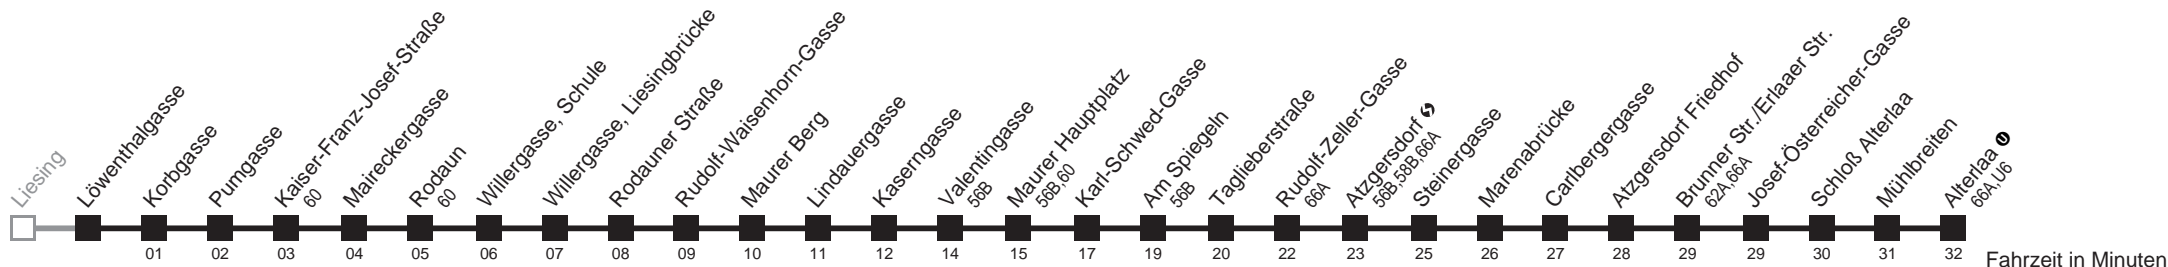 Liesing
Löwenthalgasse
Korbgasse
01
Pumgasse
02
Kaiser-Franz-Josef-Straße
60
03
Maireckergasse
04
Rodaun
60
05
Willergasse, Schule
06
Willergasse, Liesingbrücke
07
Rodauner Straße
08
Rudolf-Waisenhorn-Gasse
09
Maurer Berg
10
Lindauergasse
11
Kaserngasse
12
Valentingasse
56B
14
Maurer Hauptplatz
56B,60
15
Karl-Schwed-Gasse
17
Am Spiegeln
56B
19
Taglieberstraße
20
Rudolf-Zeller-Gasse
66A
22
Atzgersdorf S
56B,58B,66A
23
Steinergasse
25
Marenabrücke
26
Carlbergergasse
27
Atzgersdorf Friedhof
28
Brunner Str./Erlaaer Str.
62A,66A
29
Josef-Österreicher-Gasse
29
Schloß Alterlaa
30
Mühlbreiten
31
Alterlaa U
66A,U6
32
Fahrzeit in Minuten